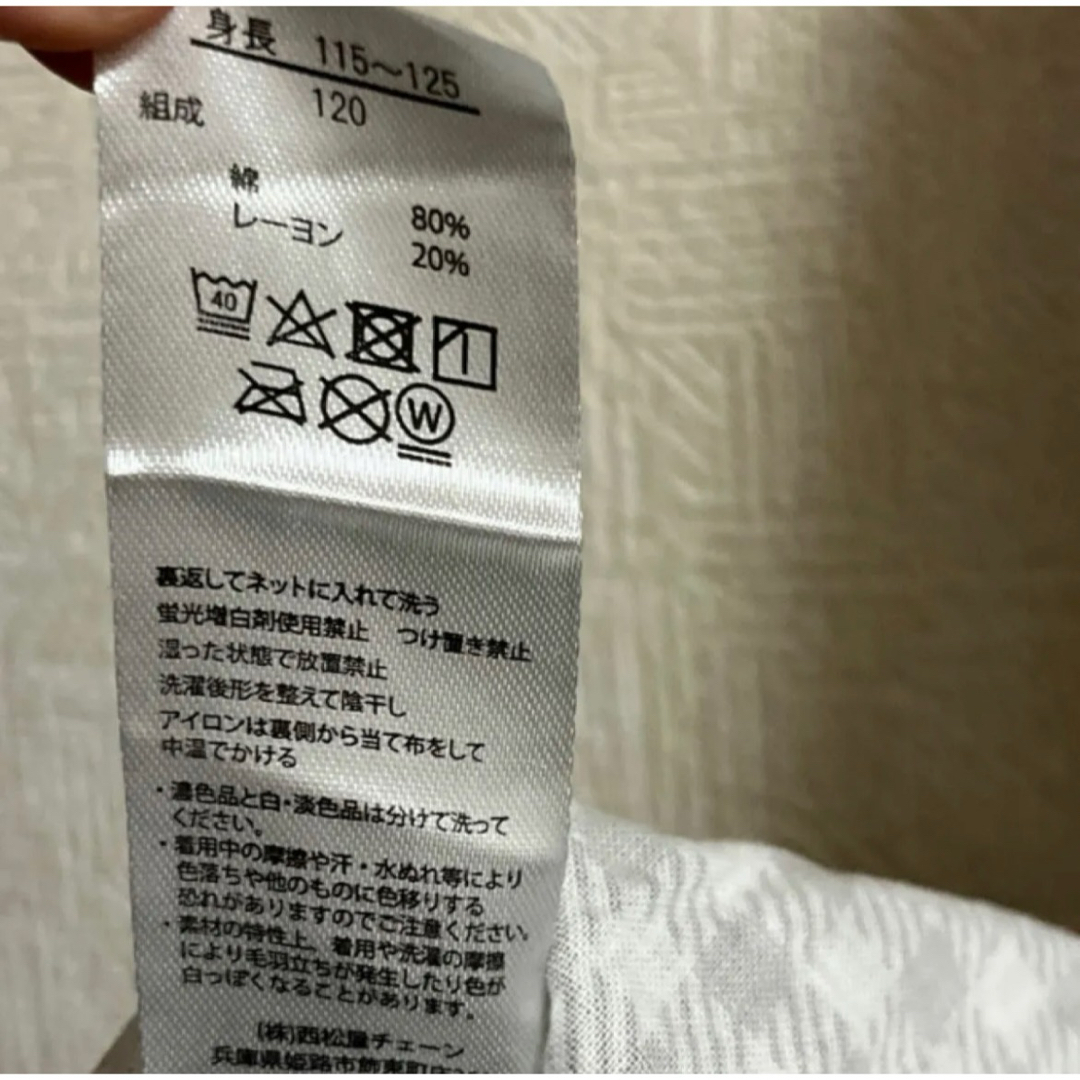 身長 115～125
120
組成
綿 80%
レーヨン 20%
40
W
裏返してネットに入れて洗う
蛍光増白剤使用禁止 つけ置き禁止
湿った状態で放置禁止
洗濯後形を整えて陰干し
アイロンは裏側から当て布をして
中温でかける
・濃色品と白・淡色品は分けて洗って
ください。
・着用中の摩擦や汗・水ぬれ等により
色落ちや他のものに色移りする
恐れがありますのでご注意ください。
・素材の特性上、着用や洗濯の摩擦
により毛羽立ちが発生したり色が
白っぽくなることがあります。
(株)西松屋チェーン
兵庫県姫路市飾東町庄